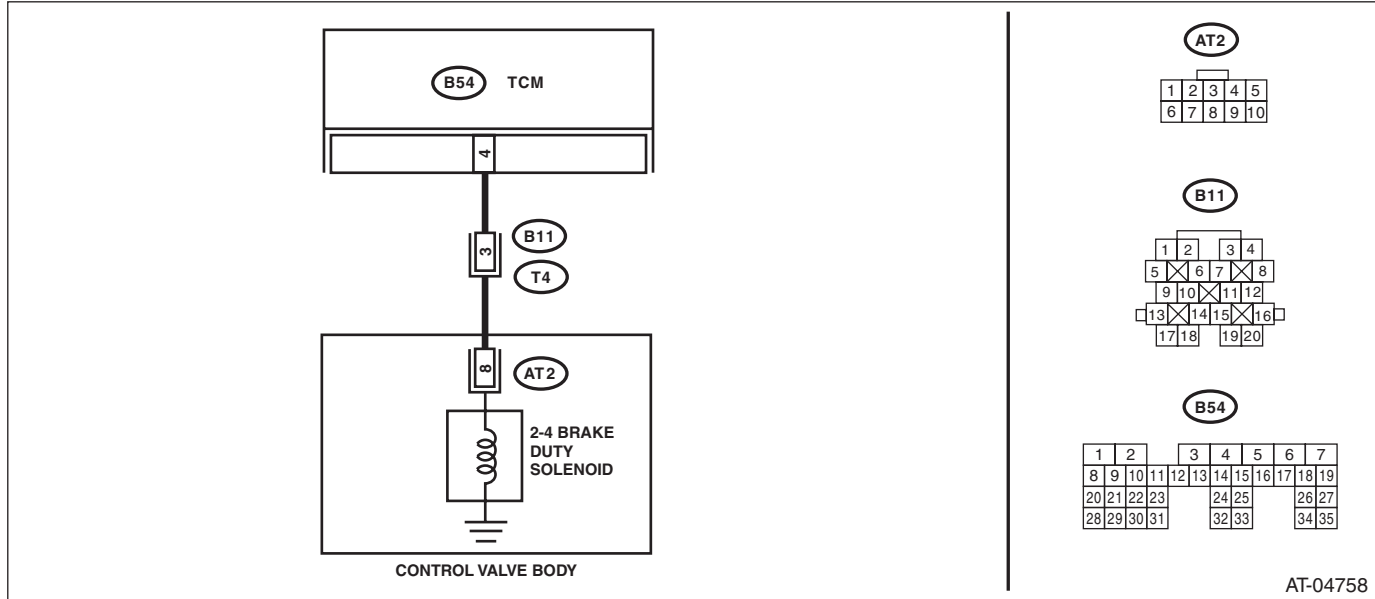 B54 TCM
4
3
B11
T4
8
AT2
2-4 BRAKE
DUTY
SOLENOID
CONTROL VALVE BODY
AT2
1 2 3 4 5
6 7 8 9 10
B11
1 2 3 4
5 6 7 8
9 10 11 12
13 14 15 16
17 18 19 20
B54
1 2 3 4 5 6 7
8 9 10 11 12 13 14 15 16 17 18 19
20 21 22 23 24 25 26 27
28 29 30 31 32 33 34 35
AT-04758